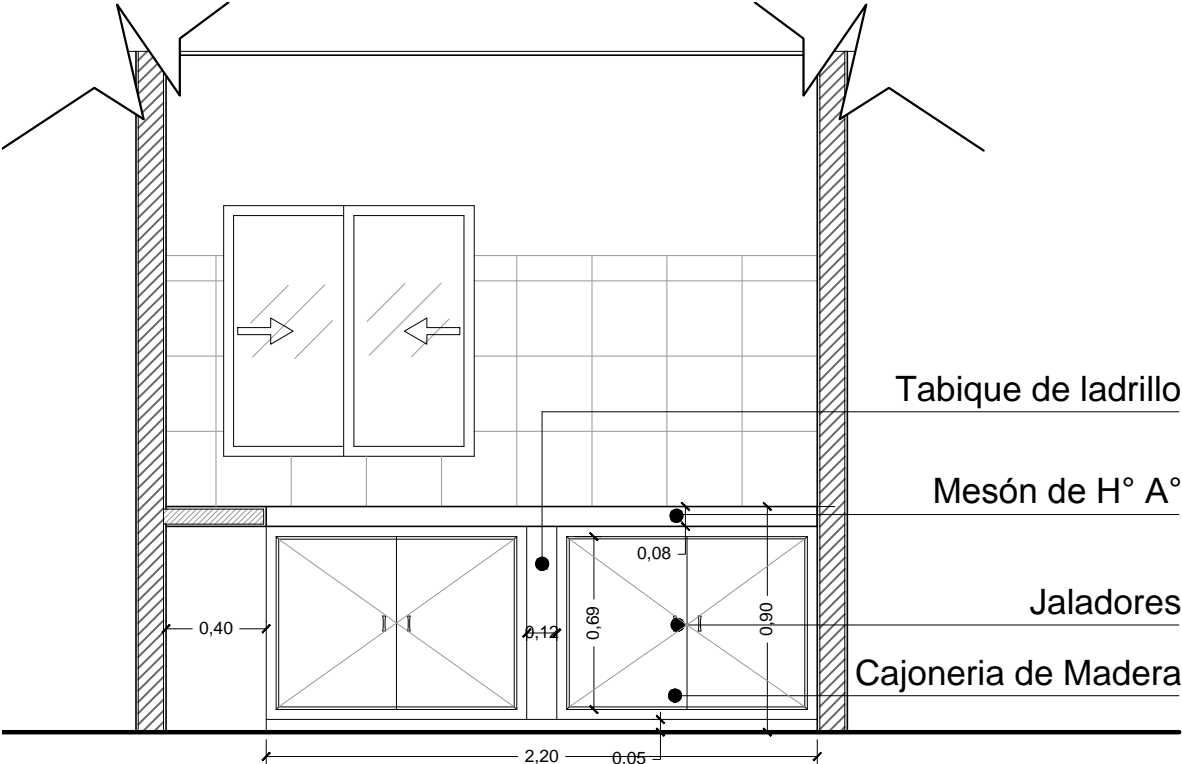 Tabique de ladrillo
Mesón de H° A°
0,08
Jaladores
0,40
0,12
0,69
0,90
Cajoneria de Madera
2,20
0,05